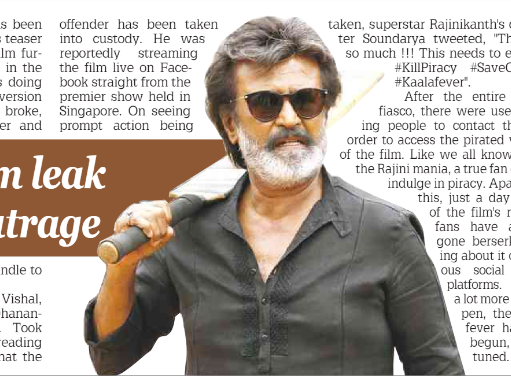 s been
s teaser
lm fur-
in the
s doing
version
broke,
er and
m leak
utrage
ndle to
Vishal,
Dhanan-
. Took
reading
hat the
offender has been taken
into custody. He was
reportedly streaming
the film live on Face-
book straight from the
premier show held in
Singapore. On seeing
prompt action being
taken, superstar Rajinikanth's d
ter Soundarya tweeted, "Th
so much !!! This needs to e
#KillPiracy #SaveC
#Kaalafever".
After the entire
fiasco, there were use
ing people to contact th
order to access the pirated v
of the film. Like we all know
the Rajini mania, a true fan
indulge in piracy. Apa
this, just a day
of the film's r
fans have a
gone berserk
ing about it o
ous social
platforms.
a lot more
pen, the
fever ha
begun,
tuned.